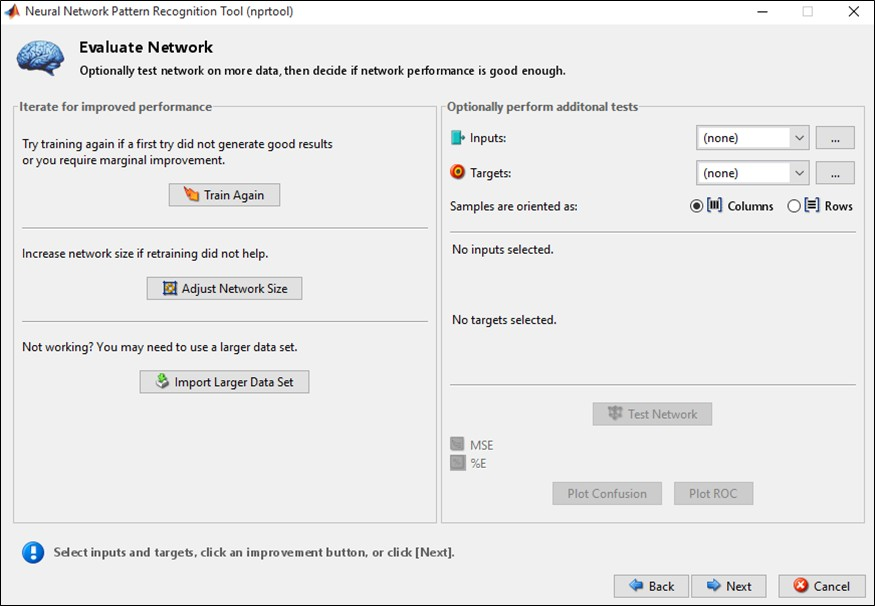 Neural Network Pattern Recognition Tool (nprtool)
Evaluate Network
Optionally test network on more data, then decide if network performance is good enough.
Iterate for improved performance
Try training again if a first try did not generate good results
or you require marginal improvement.
Train Again
Increase network size if retraining did not help.
Adjust Network Size
Not working? You may need to use a larger data set.
Import Larger Data Set
Optionally perform additonal tests
Inputs: (none) ...
Targets: (none) ...
Samples are oriented as: Columns Rows
No inputs selected.
No targets selected.
Test Network
MSE
%E
Plot Confusion Plot ROC
Select inputs and targets, click an improvement button, or click [Next].
Back Next Cancel